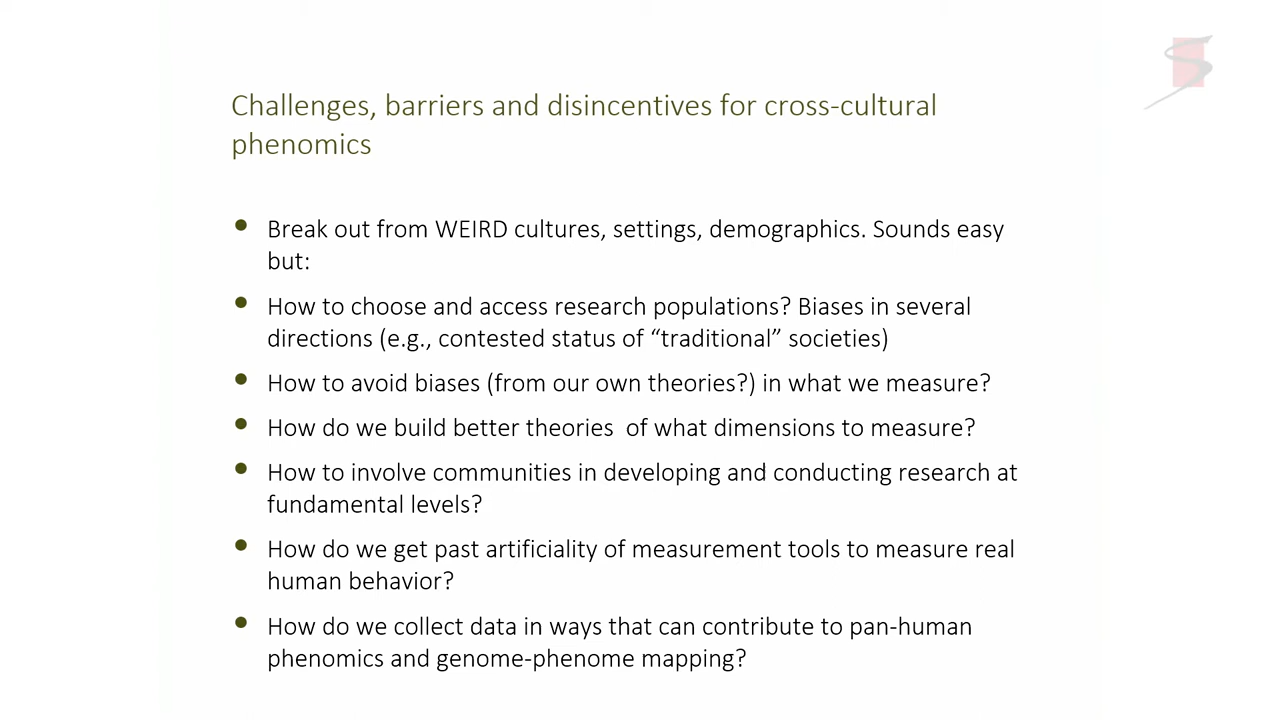 Challenges, barriers and disincentives for cross-cultural
phenomics
• Break out from WEIRD cultures, settings, demographics. Sounds easy
but:
• How to choose and access research populations? Biases in several
directions (e.g., contested status of “traditional” societies)
• How to avoid biases (from our own theories?) in what we measure?
• How do we build better theories  of what dimensions to measure?
• How to involve communities in developing and conducting research at
fundamental levels?
• How do we get past artificiality of measurement tools to measure real
human behavior?
• How do we collect data in ways that can contribute to pan-human
phenomics and genome-phenome mapping?